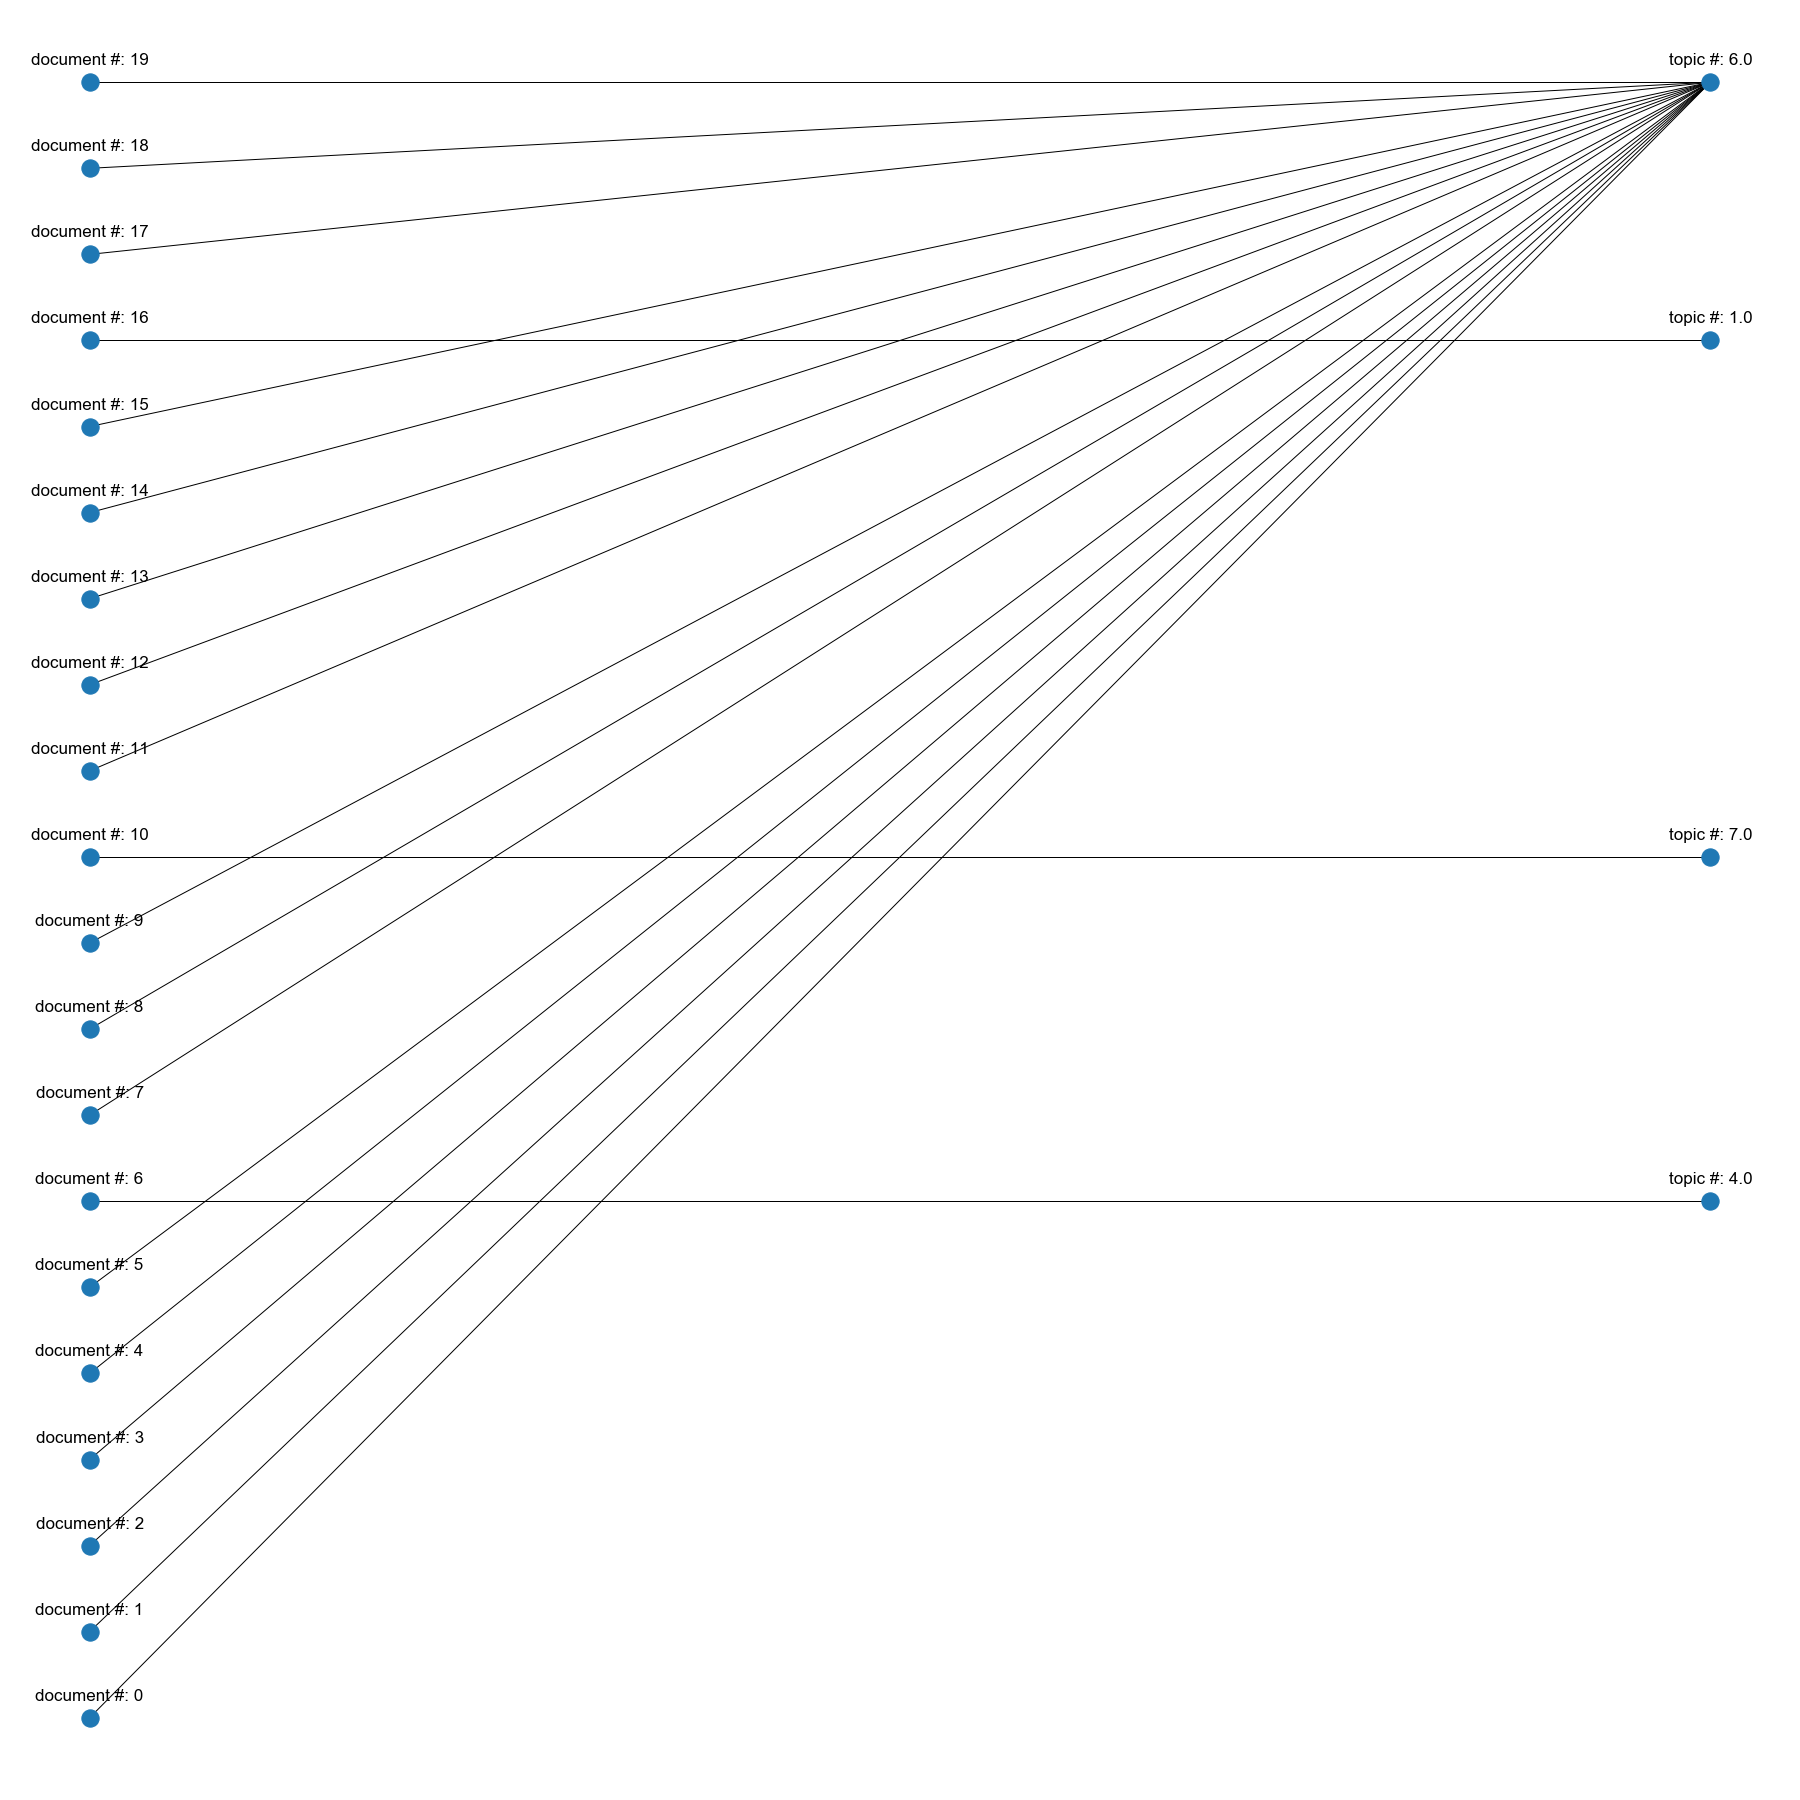 document #: 19
topic #: 6.0
document #: 18
document #: 17
document #: 16
topic #: 1.0
document #: 15
document #: 14
document #: 13
document #: 12
document #: 11
document #: 10
topic #: 7.0
document #: 9
document #: 8
document #: 7
document #: 6
topic #: 4.0
document #: 5
document #: 4
document #: 3
document #: 2
document #: 1
document #: 0